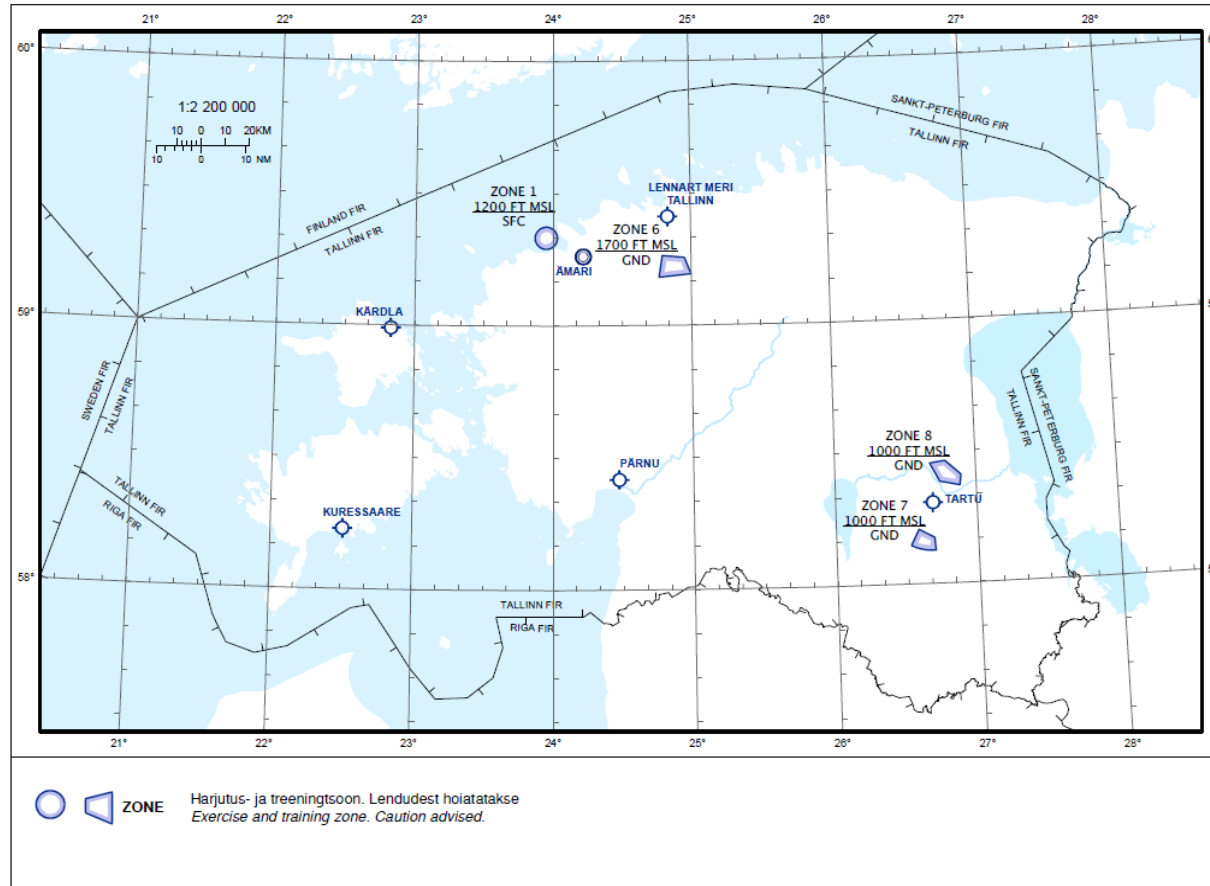 21°
22°
23°
24°
25°
26°
27°
28°
60°
1:2 200 000
10 0 10 20KM
10 0 10 NM
SANKT-PETERBURG FIR
TALLINN FIR
FINLAND FIR
TALLINN FIR
ZONE 1
1200 FT MSL
SFC
LENNART MERI
TALLINN
ZONE 6
1700 FT MSL
GND
ÄMARI
59°
KÄRDLA
SWEDEN FIR
TALLINN FIR
TALLINN FIR
SANKT-PETERBURG FIR
ZONE 8
1000 FT MSL
GND
PÄRNU
TALLINN FIR
RIGA FIR
KURESSAARE
TARTU
ZONE 7
1000 FT MSL
GND
58°
TALLINN FIR
RIGA FIR
21°
22°
23°
24°
25°
26°
27°
28°
ZONE
Harjutus- ja treeningtsoon. Lendudest hoiatatakse
Exercise and training zone. Caution advised.